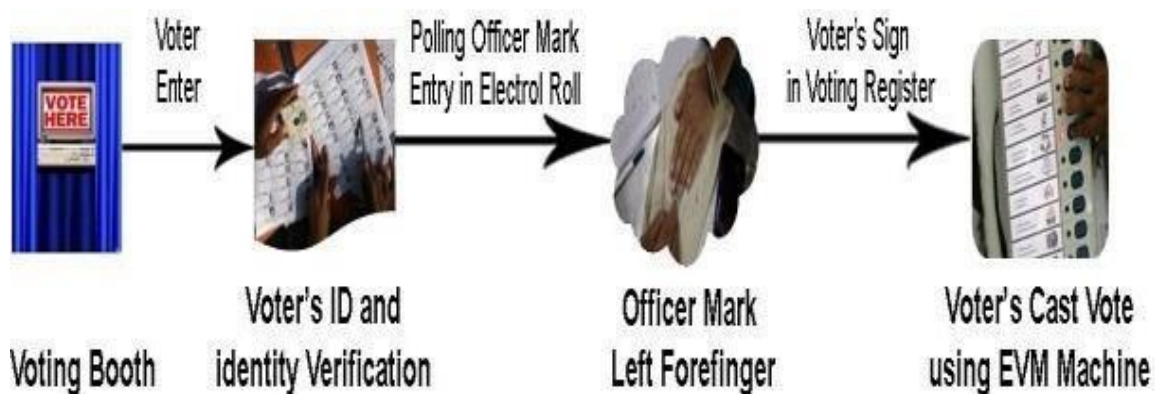 VOTE
HERE
Voter
Enter
Polling Officer Mark
Entry in Electrol Roll
Voter's Sign
in Voting Register
Voting Booth
Voter's ID and
identity Verification
Officer Mark
Left Forefinger
Voter's Cast Vote
using EVM Machine